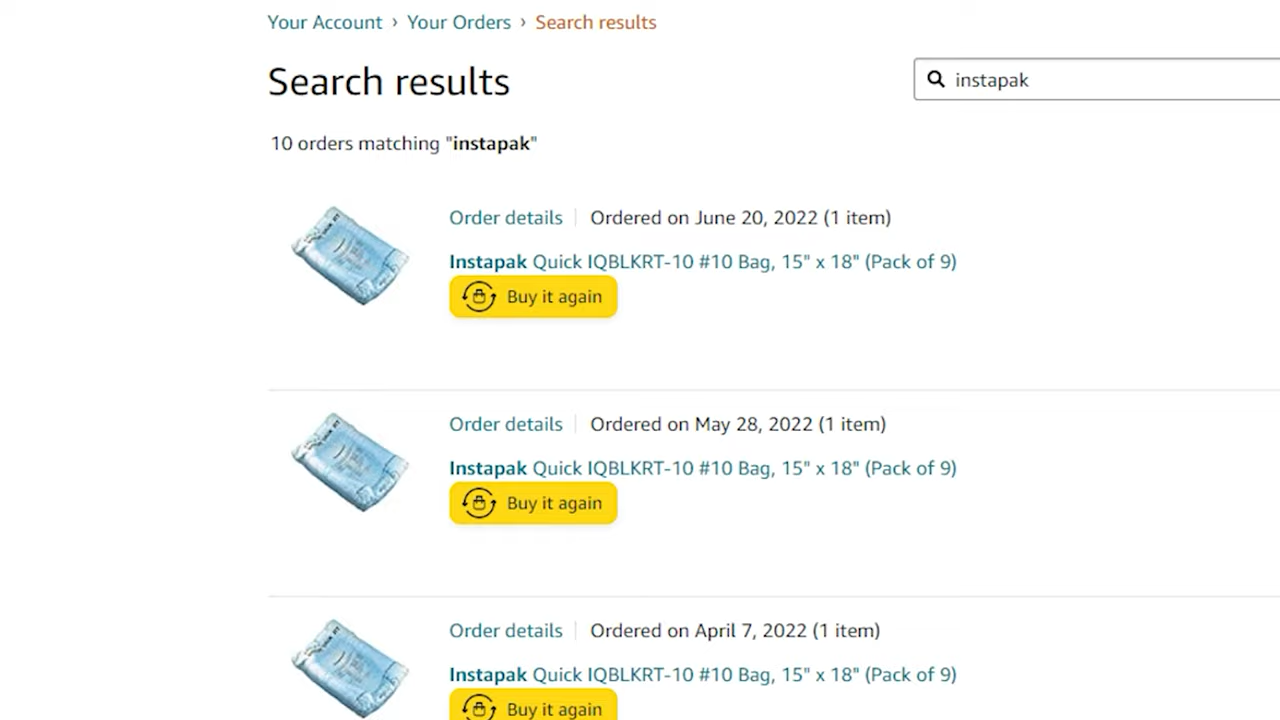 Your Account › Your Orders › Search results
Search results
instapak
10 orders matching "instapak"
Order details | Ordered on June 20, 2022 (1 item)
Instapak Quick IQBLKRT-10 #10 Bag, 15" x 18" (Pack of 9)
Buy it again
Order details | Ordered on May 28, 2022 (1 item)
Instapak Quick IQBLKRT-10 #10 Bag, 15" x 18" (Pack of 9)
Buy it again
Order details | Ordered on April 7, 2022 (1 item)
Instapak Quick IQBLKRT-10 #10 Bag, 15" x 18" (Pack of 9)
Buy it again